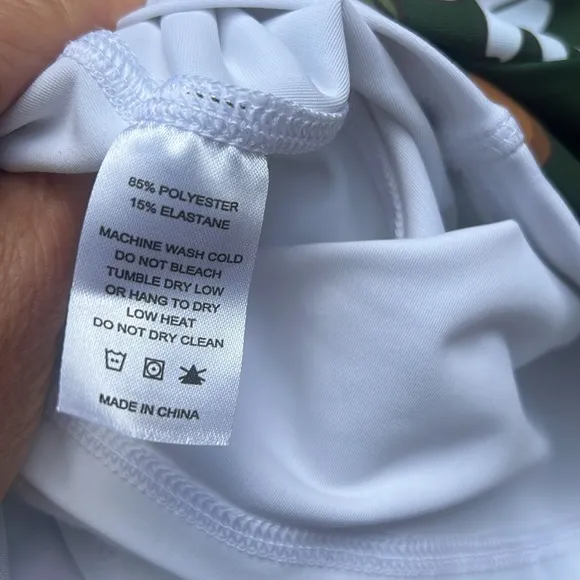 85% POLYESTER
15% ELASTANE
MACHINE WASH COLD
DO NOT BLEACH
TUMBLE DRY LOW
OR HANG TO DRY
LOW HEAT
DO NOT DRY CLEAN
MADE IN CHINA